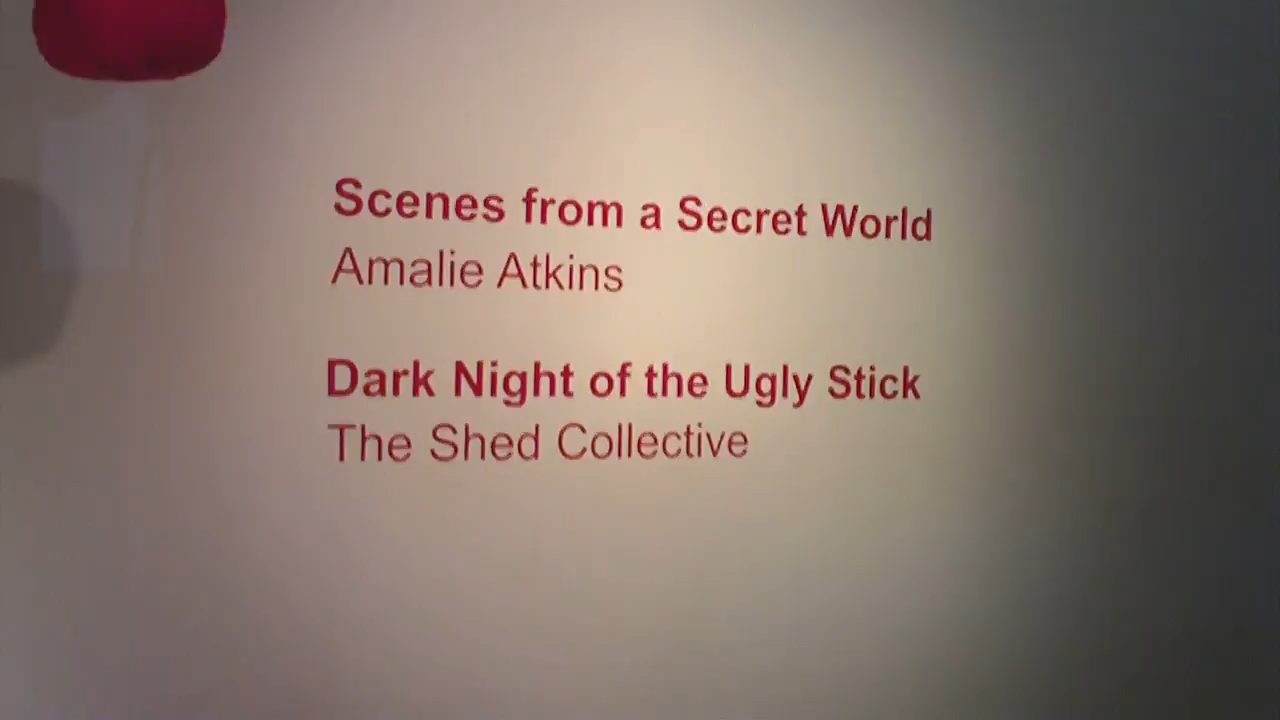 Scenes from a Secret World
Amalie Atkins
Dark Night of the Ugly Stick
The Shed Collective